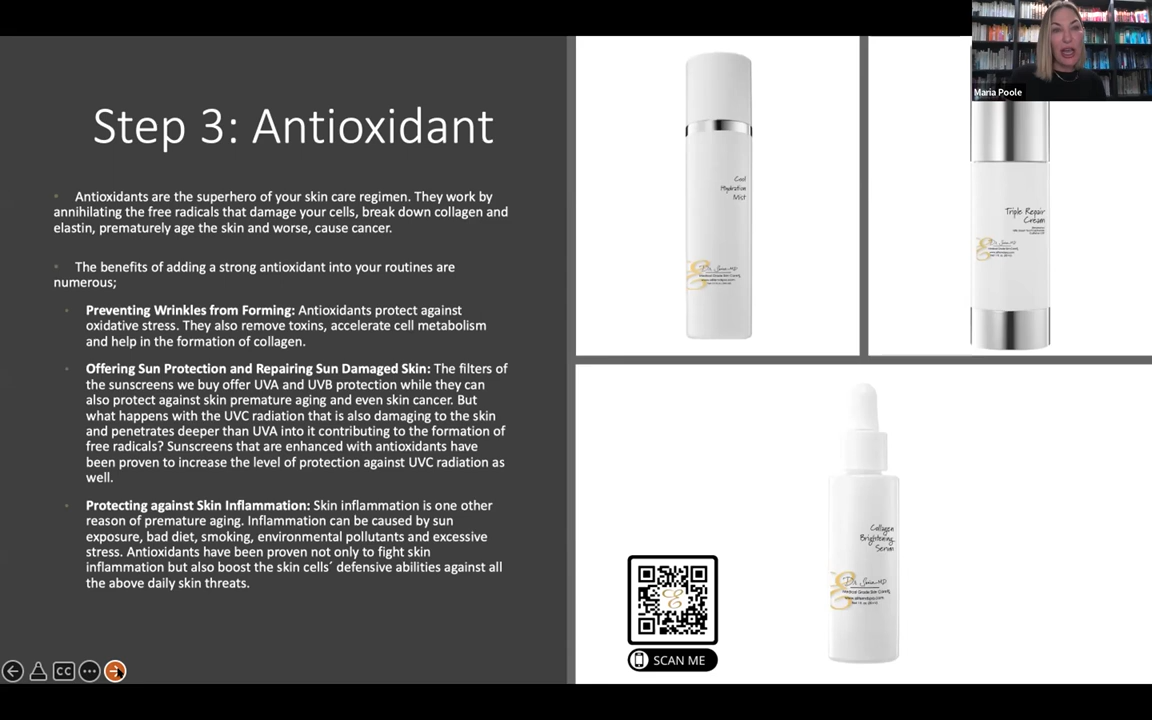 Maria Poole
Step 3: Antioxidant
Antioxidants are the superhero of your skin care regimen. They work by
annihilating the free radicals that damage your cells, break down collagen and
elastin, prematurely age the skin and worse, cause cancer.
The benefits of adding a strong antioxidant into your routines are
numerous;
Preventing Wrinkles from Forming: Antioxidants protect against
oxidative stress. They also remove toxins, accelerate cell metabolism
and help in the formation of collagen.
Offering Sun Protection and Repairing Sun Damaged Skin: The filters of
the sunscreens we buy offer UVA and UVB protection while they can
also protect against skin premature aging and even skin cancer. But
what happens with the UVC radiation that is also damaging to the skin
and penetrates deeper than UVA into it contributing to the formation of
free radicals? Sunscreens that are enhanced with antioxidants have
been proven to increase the level of protection against UVC radiation as
well.
Protecting against Skin Inflammation: Skin inflammation is one other
reason of premature aging. Inflammation can be caused by sun
exposure, bad diet, smoking, environmental pollutants and excessive
stress. Antioxidants have been proven not only to fight skin
inflammation but also boost the skin cells´ defensive abilities against all
the above daily skin threats.
CC
Cool
Hydration
Mist
Triple Repair
Cream
Collagen
Brightening
Serum
Medical Grade Skin Care
SCAN ME